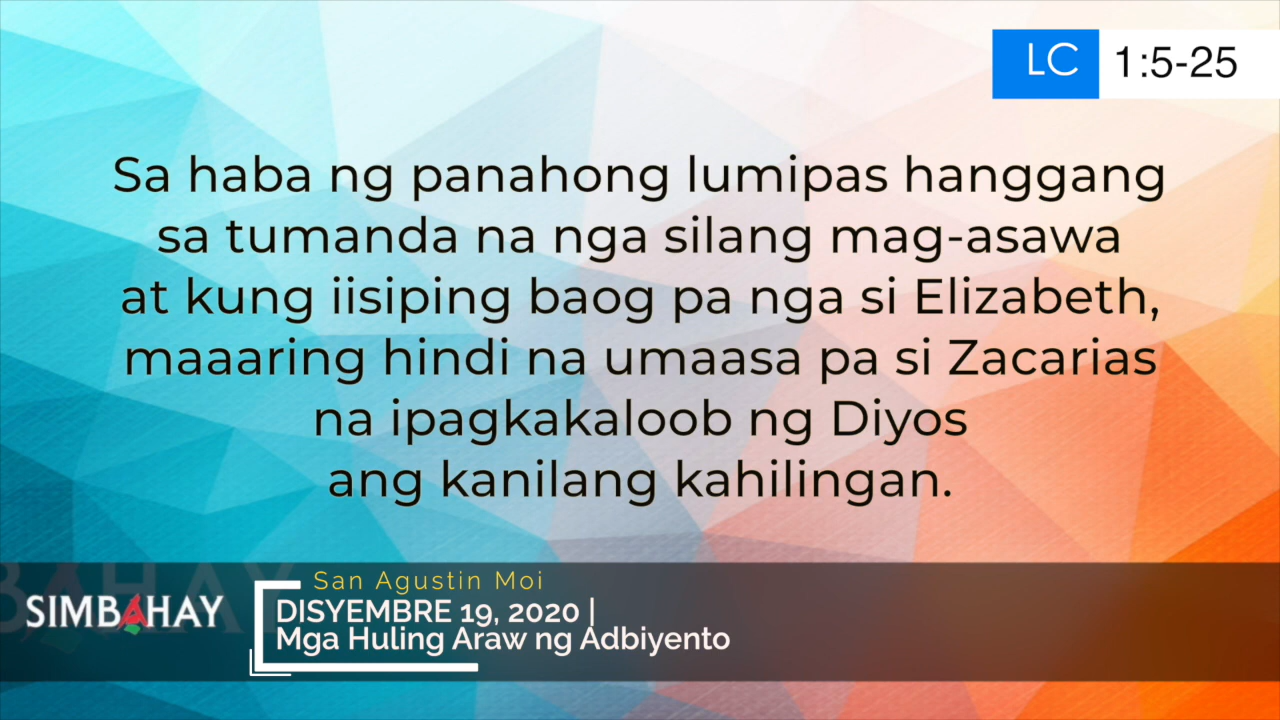 LC 1:5-25
Sa haba ng panahong lumipas hanggang
sa tumanda na nga silang mag-asawa
at kung iisiping baog pa nga si Elizabeth,
maaaring hindi na umaasa pa si Zacarias
na ipagkakaloob ng Diyos
ang kanilang kahilingan.
San Agustin Moi
SIMBAHAY
DISYEMBRE 19, 2020 |
Mga Huling Araw ng Adbiyento